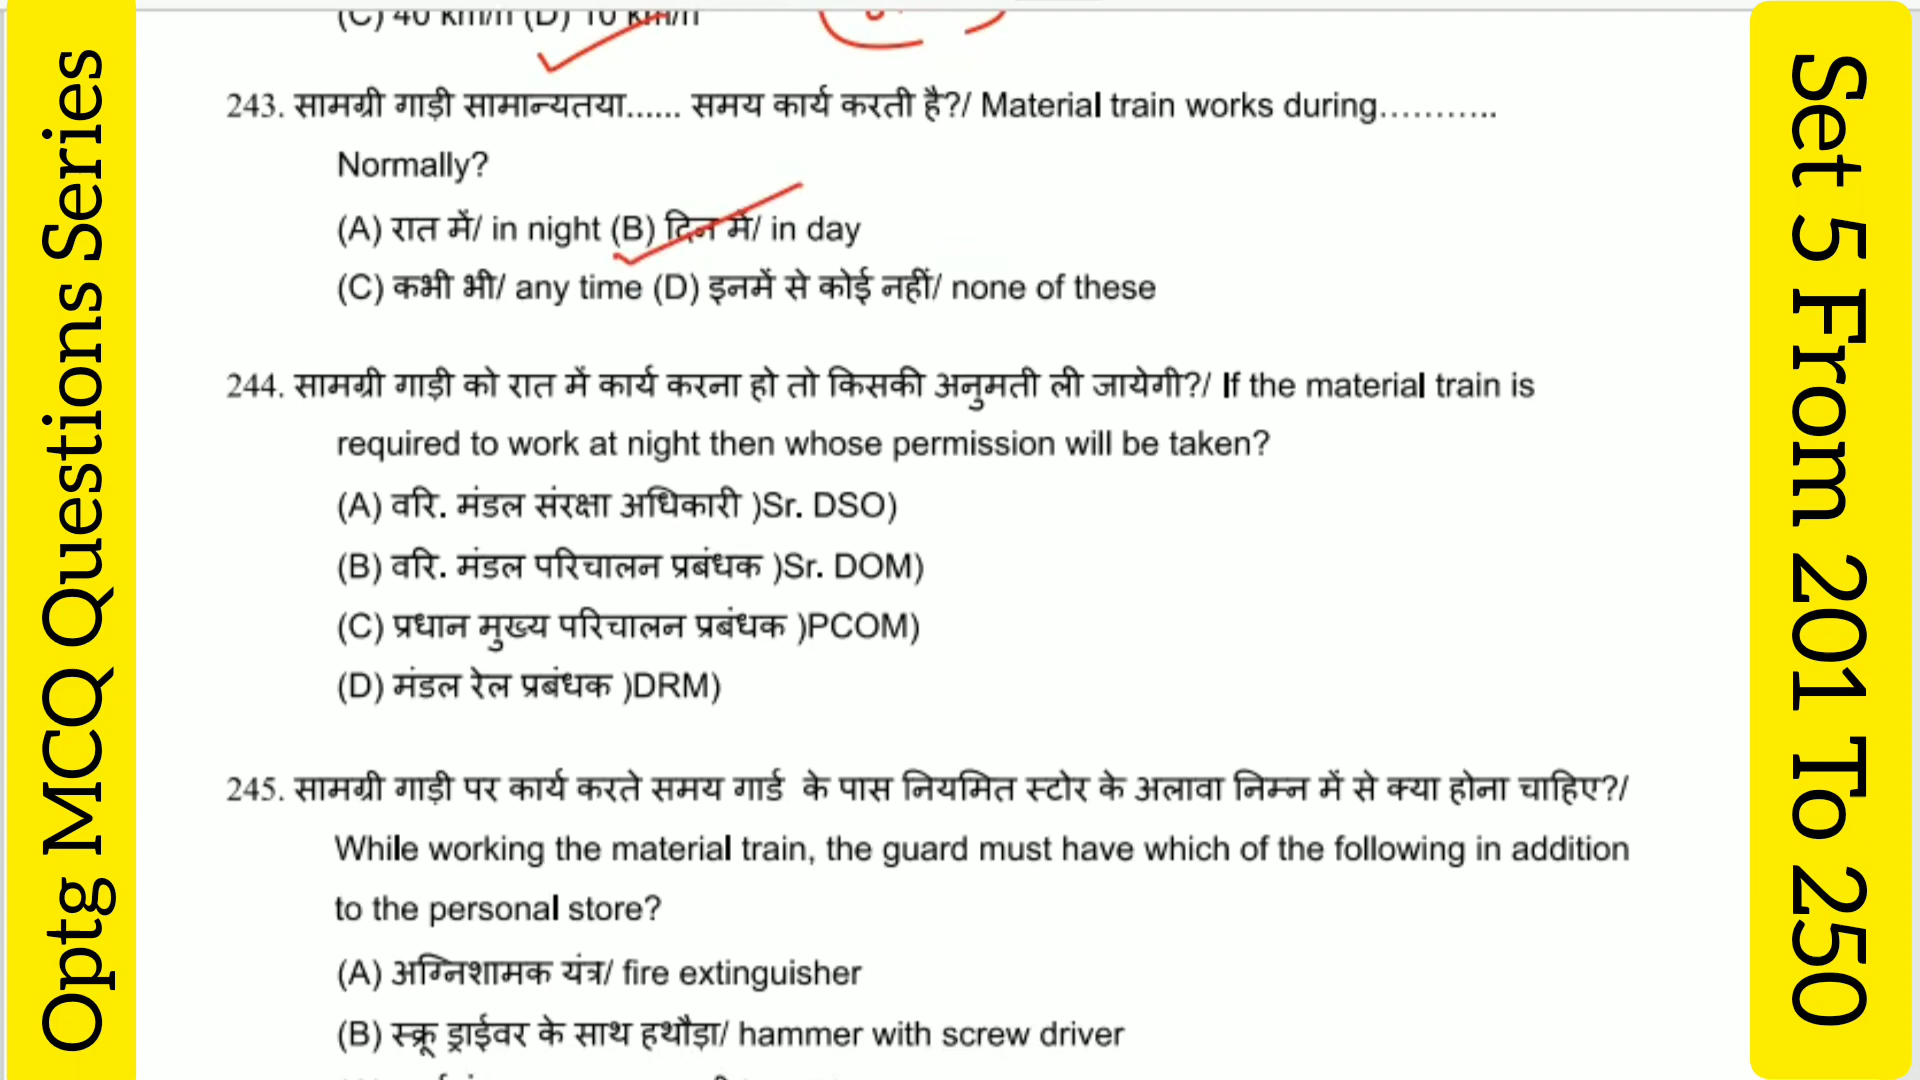 Optg MCQ Questions Series
(C) 40 km/h (D) 10 km/h
243. सामग्री गाड़ी सामान्यतया...... समय कार्य करती है?/ Material train works during………..
Normally?
(A) रात में/ in night (B) दिन में/ in day
(C) कभी भी/ any time (D) इनमें से कोई नहीं/ none of these
244. सामग्री गाड़ी को रात में कार्य करना हो तो किसकी अनुमती ली जायेगी?/ If the material train is
required to work at night then whose permission will be taken?
(A) वरि. मंडल संरक्षा अधिकारी )Sr. DSO)
(B) वरि. मंडल परिचालन प्रबंधक )Sr. DOM)
(C) प्रधान मुख्य परिचालन प्रबंधक )PCOM)
(D) मंडल रेल प्रबंधक )DRM)
245. सामग्री गाड़ी पर कार्य करते समय गार्ड के पास नियमित स्टोर के अलावा निम्न में से क्या होना चाहिए?/
While working the material train, the guard must have which of the following in addition
to the personal store?
(A) अग्निशामक यंत्र/ fire extinguisher
(B) स्क्रू ड्राईवर के साथ हथौड़ा/ hammer with screw driver
Set 5 From 201 To 250